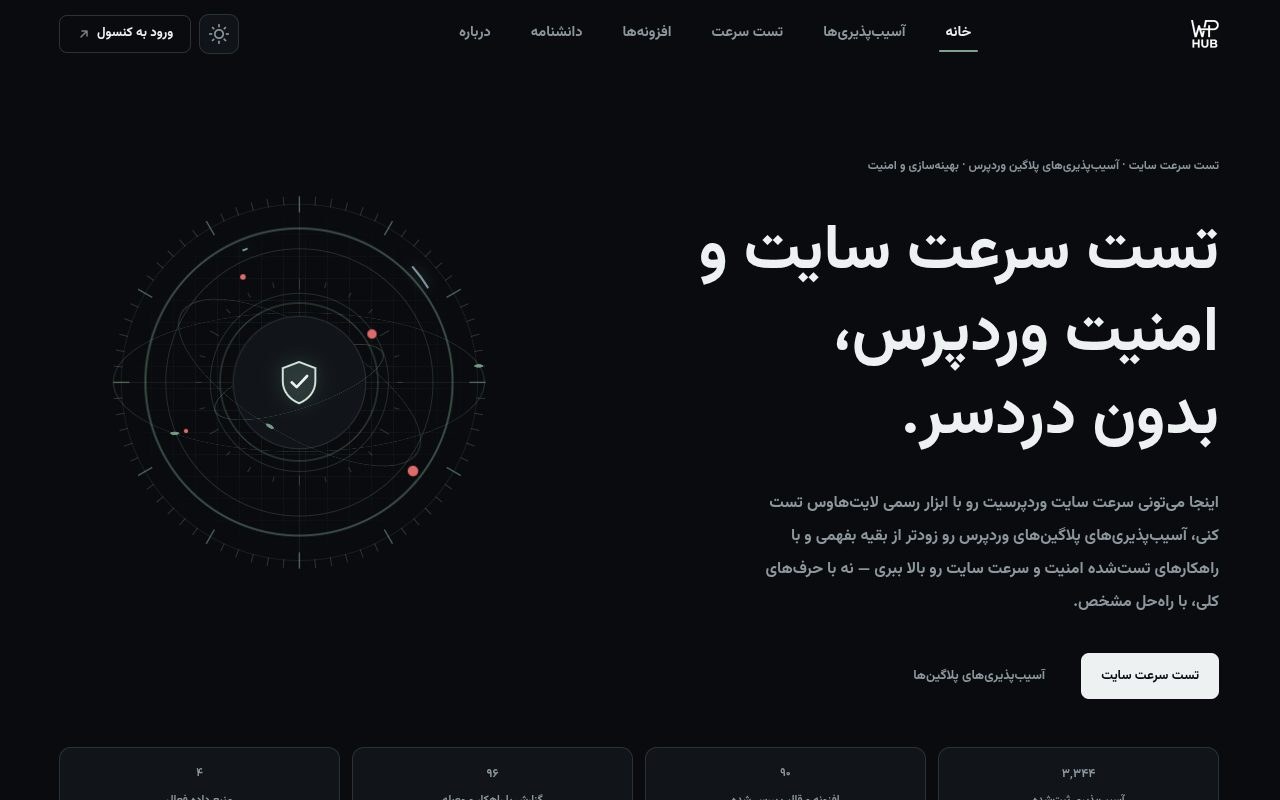 WP
HUB
خانه
آسیب‌پذیری‌ها
تست سرعت
افزونه‌ها
دانشنامه
درباره
ورود به کنسول
تست سرعت سایت · آسیب‌پذیری‌های پلاگین وردپرس · بهینه‌سازی و امنیت
تست سرعت سایت و
امنیت وردپرس،
بدون دردسر.
اینجا می‌تونی سرعت سایت وردپرسیت رو با ابزار رسمی لایت‌هاوس تست
کنی، آسیب‌پذیری‌های پلاگین‌های وردپرس رو زودتر از بقیه بفهمی و با
راهکارهای تست‌شده امنیت و سرعت سایت رو بالا ببری — نه با حرف‌های
کلی، با راه‌حل مشخص.
تست سرعت سایت
آسیب‌پذیری‌های پلاگین‌ها
۳,۳۴۴
۹۰
۹۶
۴